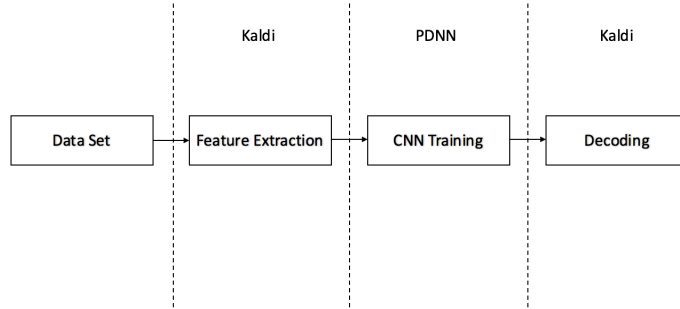 Kaldi
PDNN
Kaldi
Data Set
Feature Extraction
CNN Training
Decoding